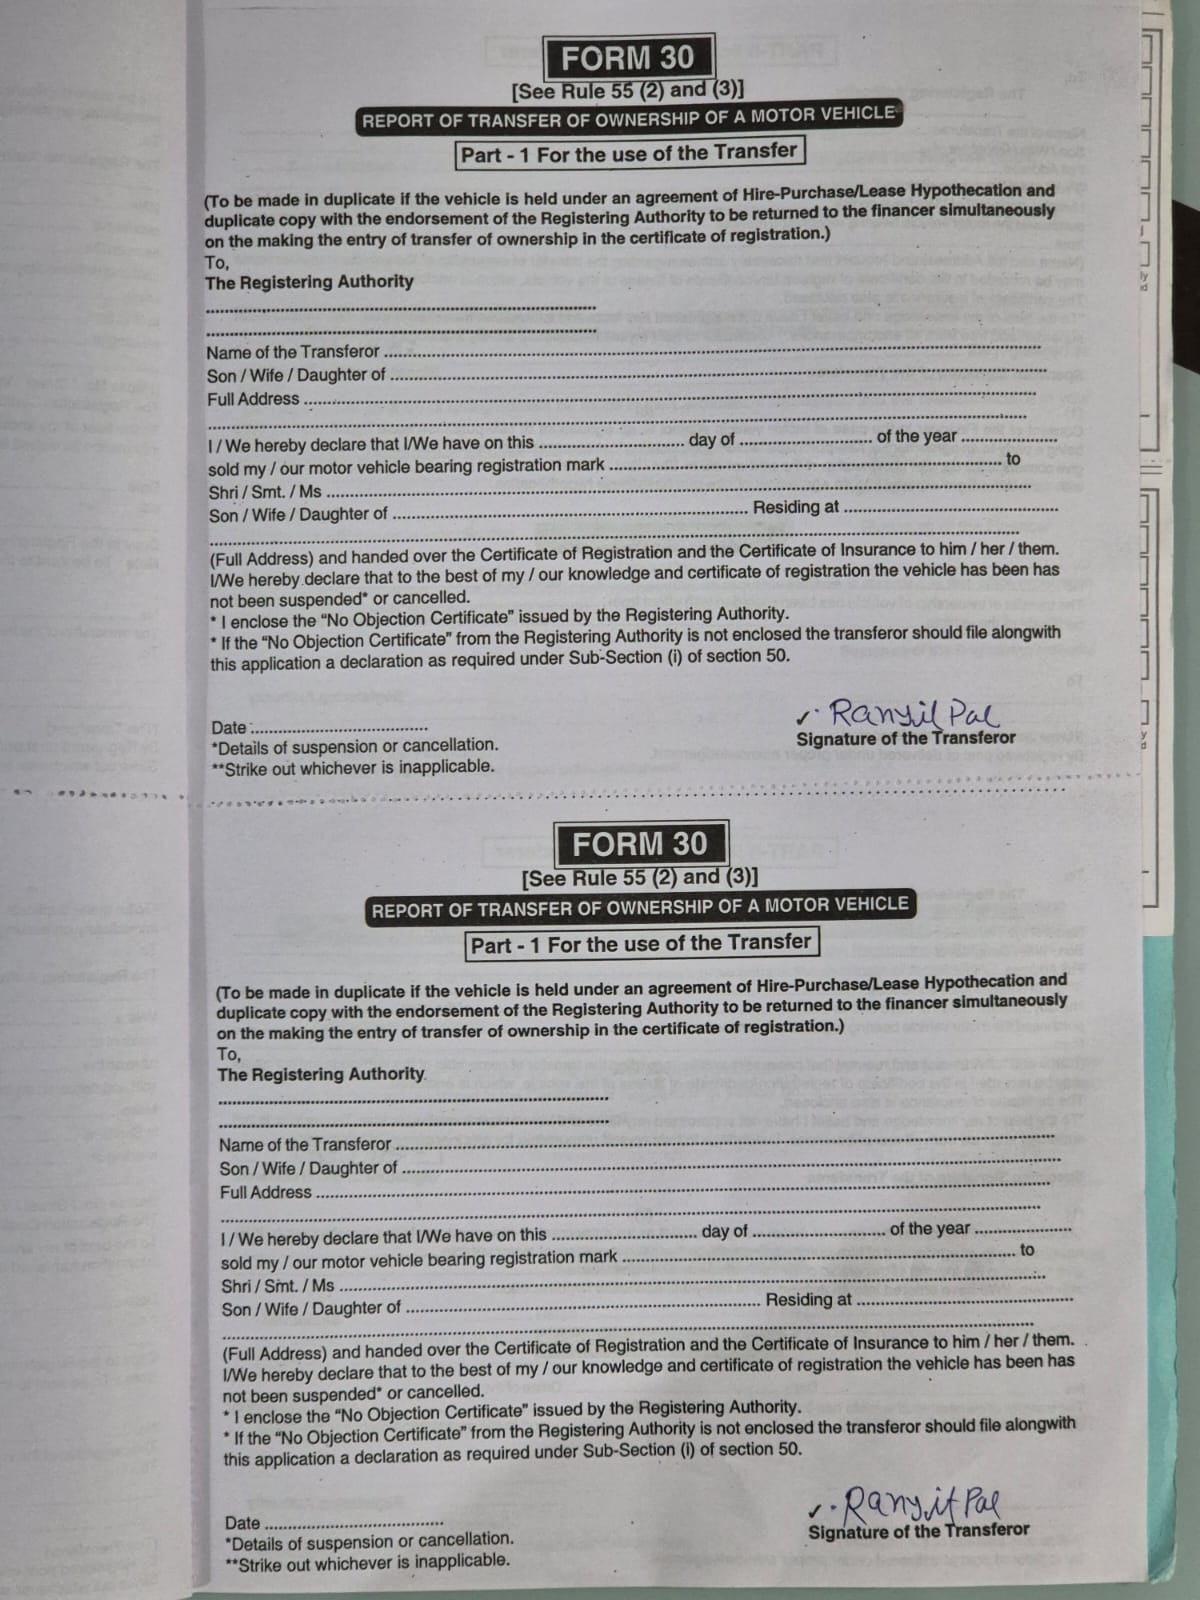 FORM 30
[See Rule 55 (2) and (3)]
REPORT OF TRANSFER OF OWNERSHIP OF A MOTOR VEHICLE
Part - 1 For the use of the Transfer
(To be made in duplicate if the vehicle is held under an agreement of Hire-Purchase/Lease Hypothecation and
duplicate copy with the endorsement of the Registering Authority to be returned to the financer simultaneously
on the making the entry of transfer of ownership in the certificate of registration.)
To,
The Registering Authority
Name of the Transferor
Son / Wife / Daughter of
Full Address
I / We hereby declare that I/We have on this ............................ day of .......................... of the year ...................
sold my / our motor vehicle bearing registration mark ............................ to
Shri / Smt. / Ms
Son / Wife / Daughter of ............................ Residing at ............................
(Full Address) and handed over the Certificate of Registration and the Certificate of Insurance to him / her / them.
I/We hereby declare that to the best of my / our knowledge and certificate of registration the vehicle has been has
not been suspended* or cancelled.
* I enclose the “No Objection Certificate” issued by the Registering Authority.
* If the “No Objection Certificate” from the Registering Authority is not enclosed the transferor should file alongwith
this application a declaration as required under Sub-Section (i) of section 50.
Ranjit Pal
Date :................................... Signature of the Transferor
*Details of suspension or cancellation.
**Strike out whichever is inapplicable.
FORM 30
[See Rule 55 (2) and (3)]
REPORT OF TRANSFER OF OWNERSHIP OF A MOTOR VEHICLE
Part - 1 For the use of the Transfer
(To be made in duplicate if the vehicle is held under an agreement of Hire-Purchase/Lease Hypothecation and
duplicate copy with the endorsement of the Registering Authority to be returned to the financer simultaneously
on the making the entry of transfer of ownership in the certificate of registration.)
To,
The Registering Authority
Name of the Transferor
Son / Wife / Daughter of
Full Address
I / We hereby declare that I/We have on this ............................ day of .......................... of the year ...................
sold my / our motor vehicle bearing registration mark ............................ to
Shri / Smt. / Ms
Son / Wife / Daughter of ............................ Residing at ............................
(Full Address) and handed over the Certificate of Registration and the Certificate of Insurance to him / her / them.
I/We hereby declare that to the best of my / our knowledge and certificate of registration the vehicle has been has
not been suspended* or cancelled.
* I enclose the “No Objection Certificate” issued by the Registering Authority.
* If the “No Objection Certificate” from the Registering Authority is not enclosed the transferor should file alongwith
this application a declaration as required under Sub-Section (i) of section 50.
Ranjit Pal
Date ................................... Signature of the Transferor
*Details of suspension or cancellation.
**Strike out whichever is inapplicable.